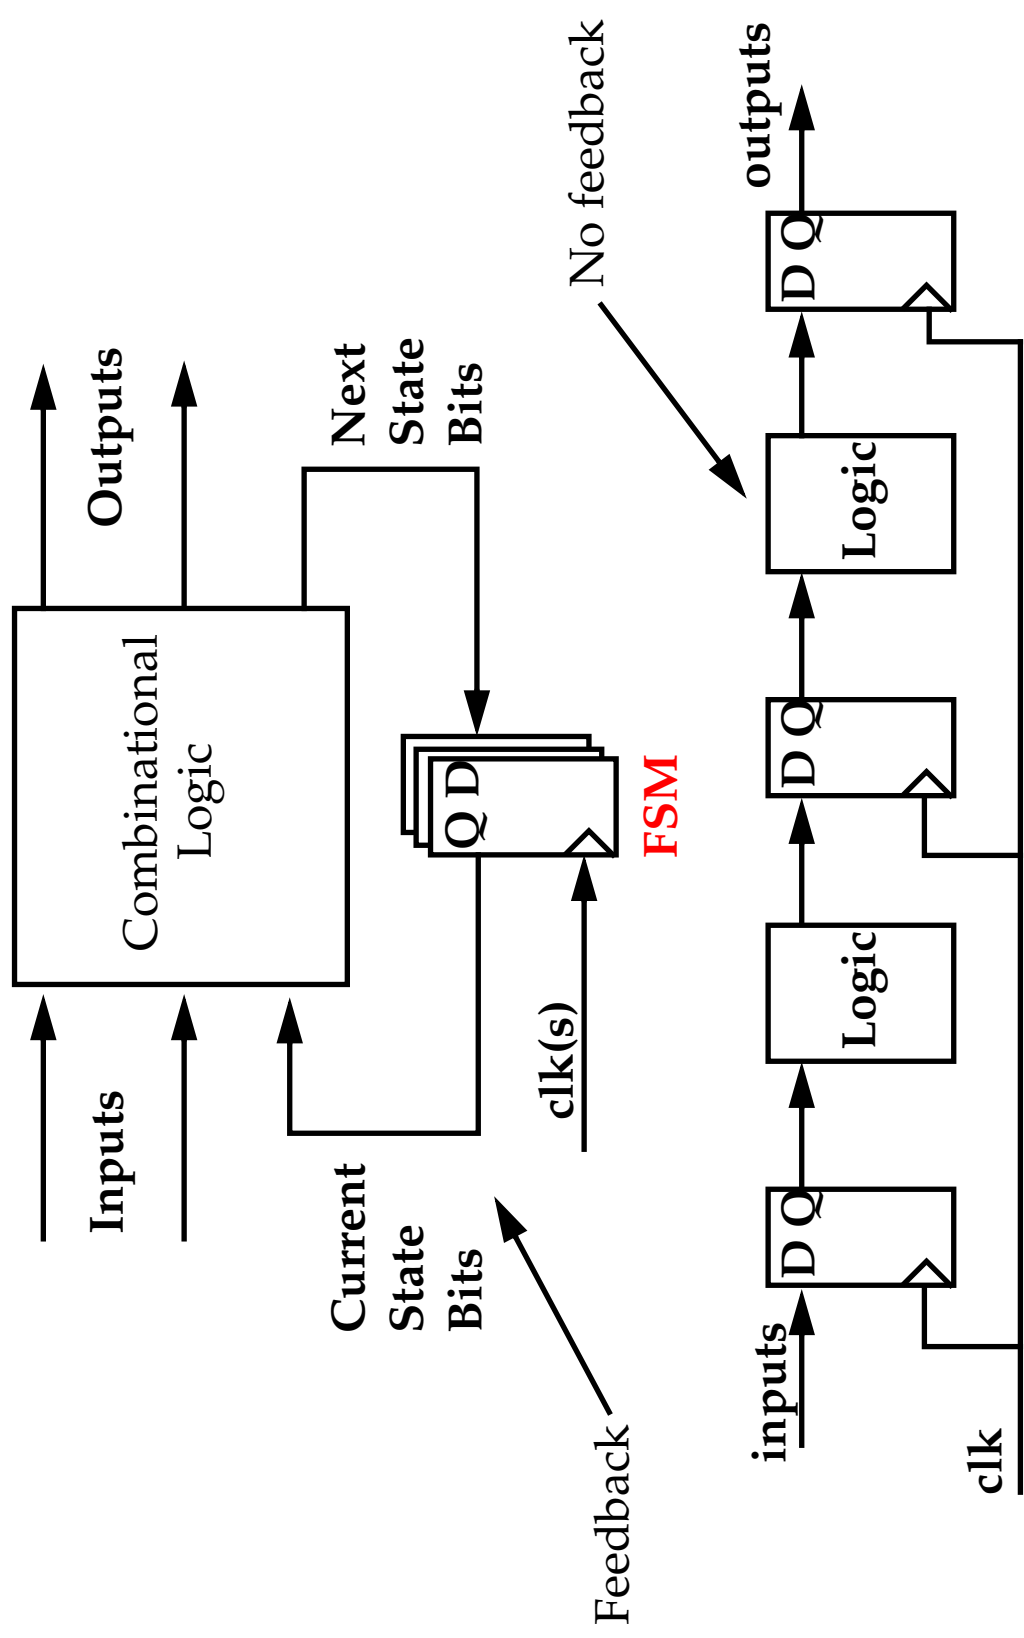 Inputs
Combinational
Logic
Outputs
Current
State
Bits
Next
State
Bits
Q D
clk(s)
Feedback
FSM
No feedback
inputs
D Q
Logic
D Q
Logic
D Q
outputs
clk